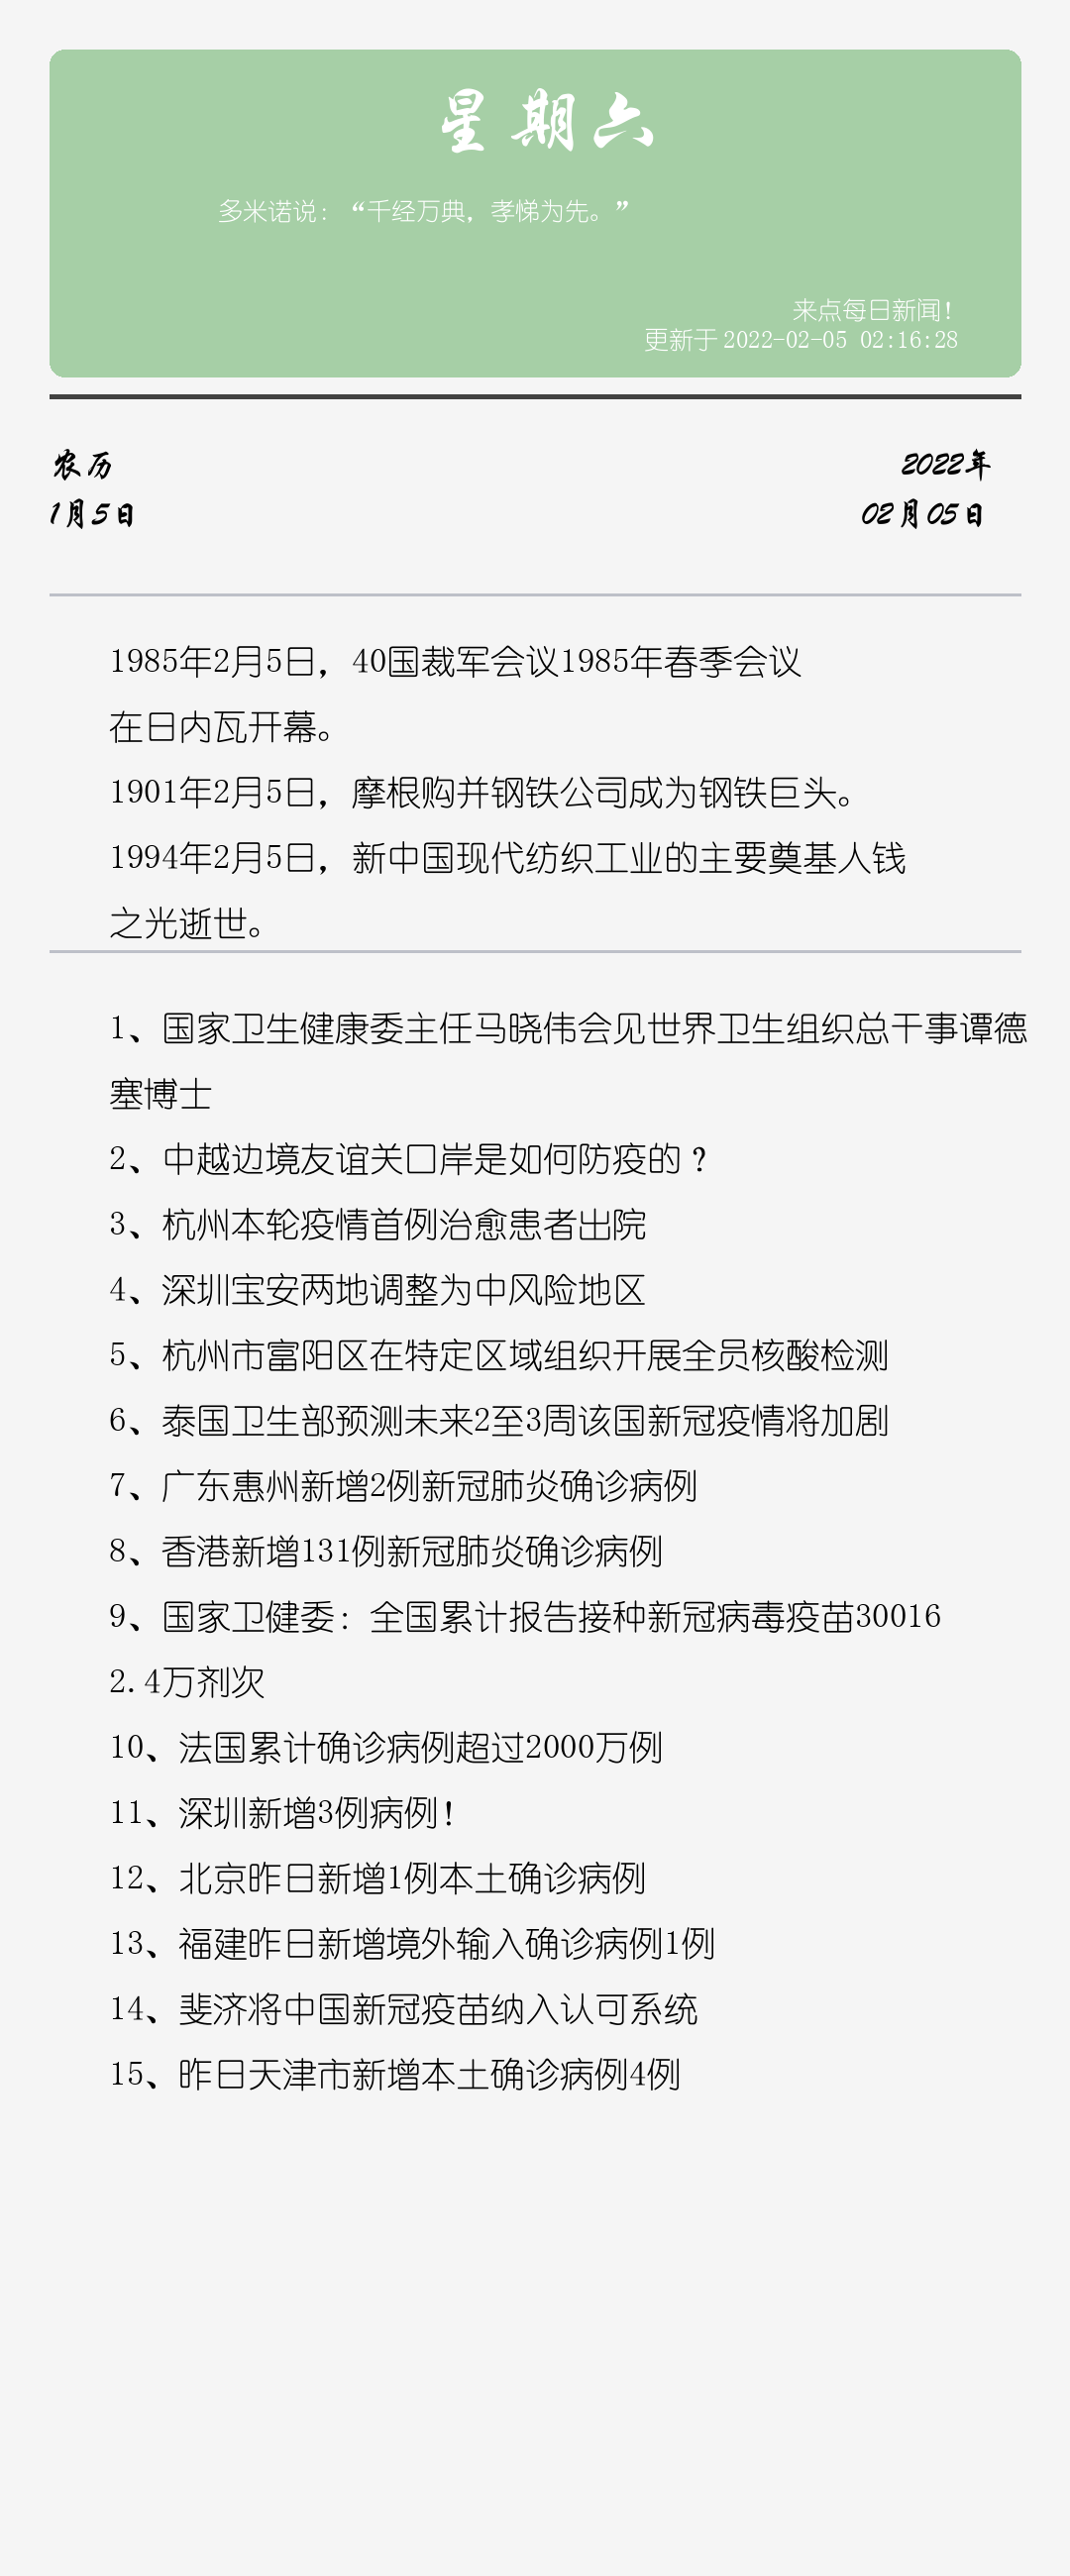 星期六
多米诺说：“千经万典，孝悌为先。”
来点每日新闻！
更新于 2022-02-05 02:16:28
农历
2022年
1月5日
02月05日
1985年2月5日，40国裁军会议1985年春季会议
在日内瓦开幕。
1901年2月5日，摩根购并钢铁公司成为钢铁巨头。
1994年2月5日，新中国现代纺织工业的主要奠基人钱
之光逝世。
1、国家卫生健康委主任马晓伟会见世界卫生组织总干事谭德
塞博士
2、中越边境友谊关口岸是如何防疫的？
3、杭州本轮疫情首例治愈患者出院
4、深圳宝安两地调整为中风险地区
5、杭州市富阳区在特定区域组织开展全员核酸检测
6、泰国卫生部预测未来2至3周该国新冠疫情将加剧
7、广东惠州新增2例新冠肺炎确诊病例
8、香港新增131例新冠肺炎确诊病例
9、国家卫健委：全国累计报告接种新冠病毒疫苗30016
2.4万剂次
10、法国累计确诊病例超过2000万例
11、深圳新增3例病例！
12、北京昨日新增1例本土确诊病例
13、福建昨日新增境外输入确诊病例1例
14、斐济将中国新冠疫苗纳入认可系统
15、昨日天津市新增本土确诊病例4例